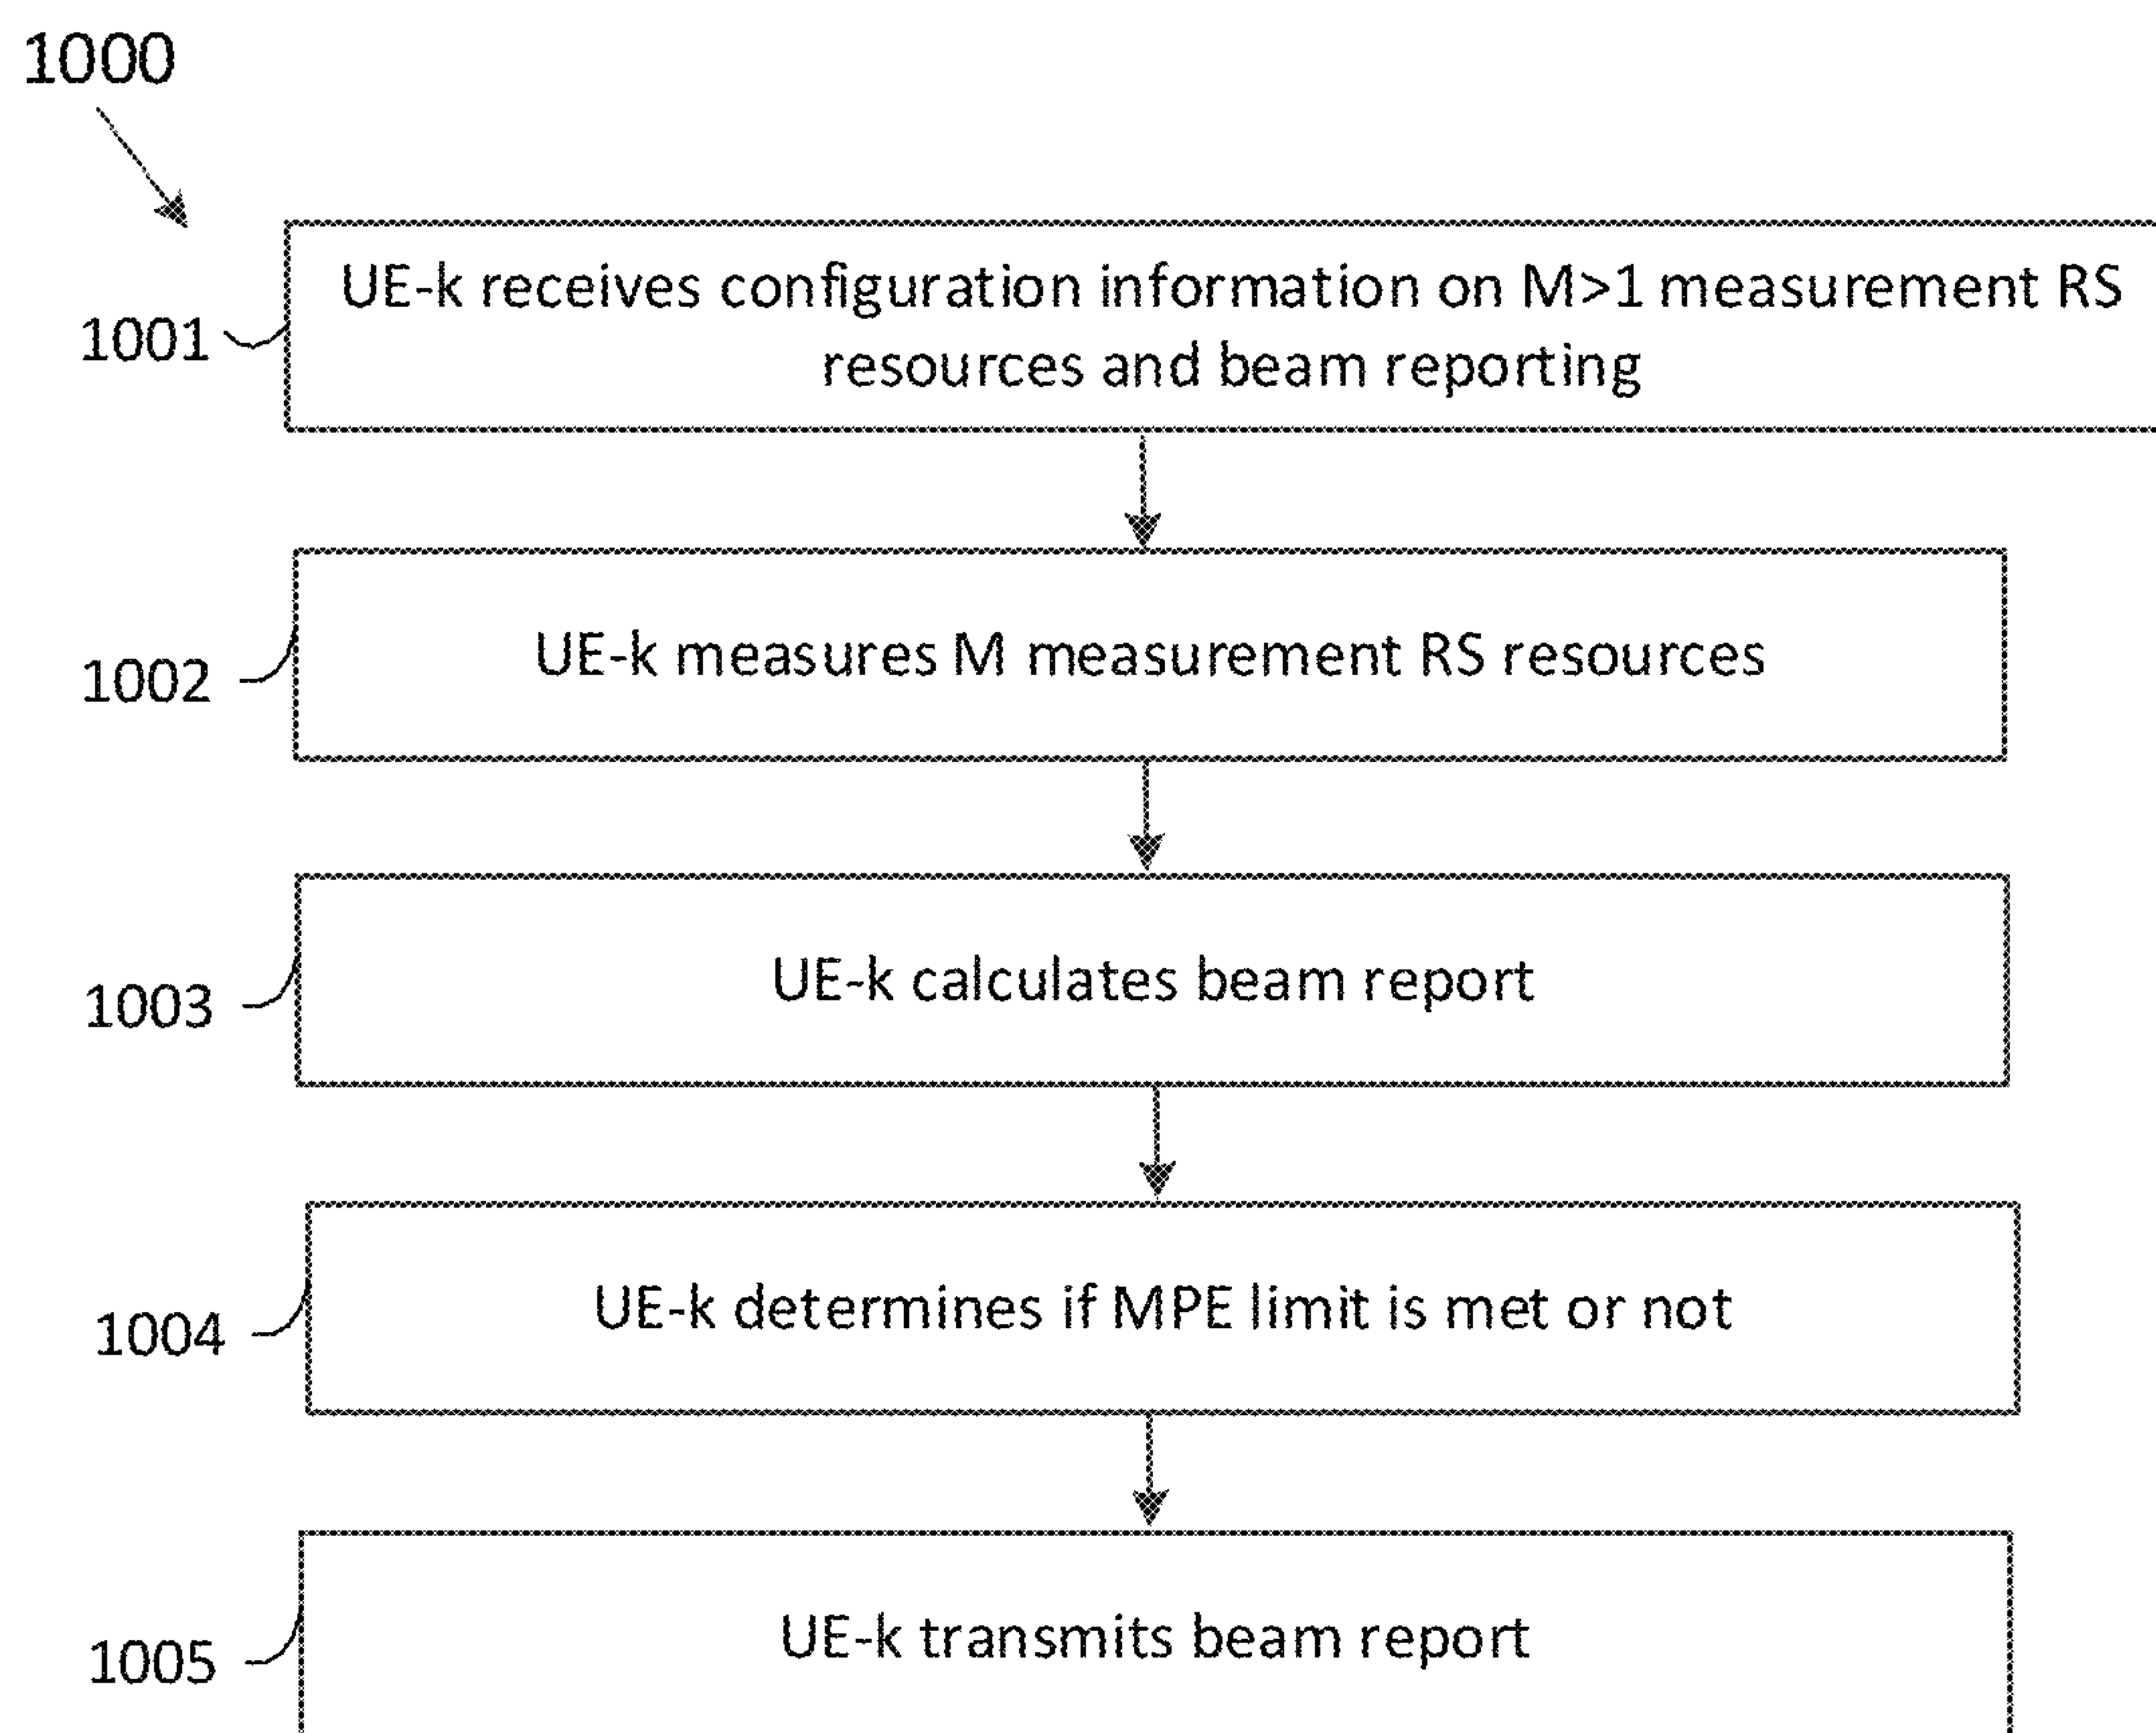 1000
UE-k receives configuration information on M>1 measurement RS
resources and beam reporting
1001
UE-k measures M measurement RS resources
1002
UE-k calculates beam report
1003
UE-k determines if MPE limit is met or not
1004
UE-k transmits beam report
1005